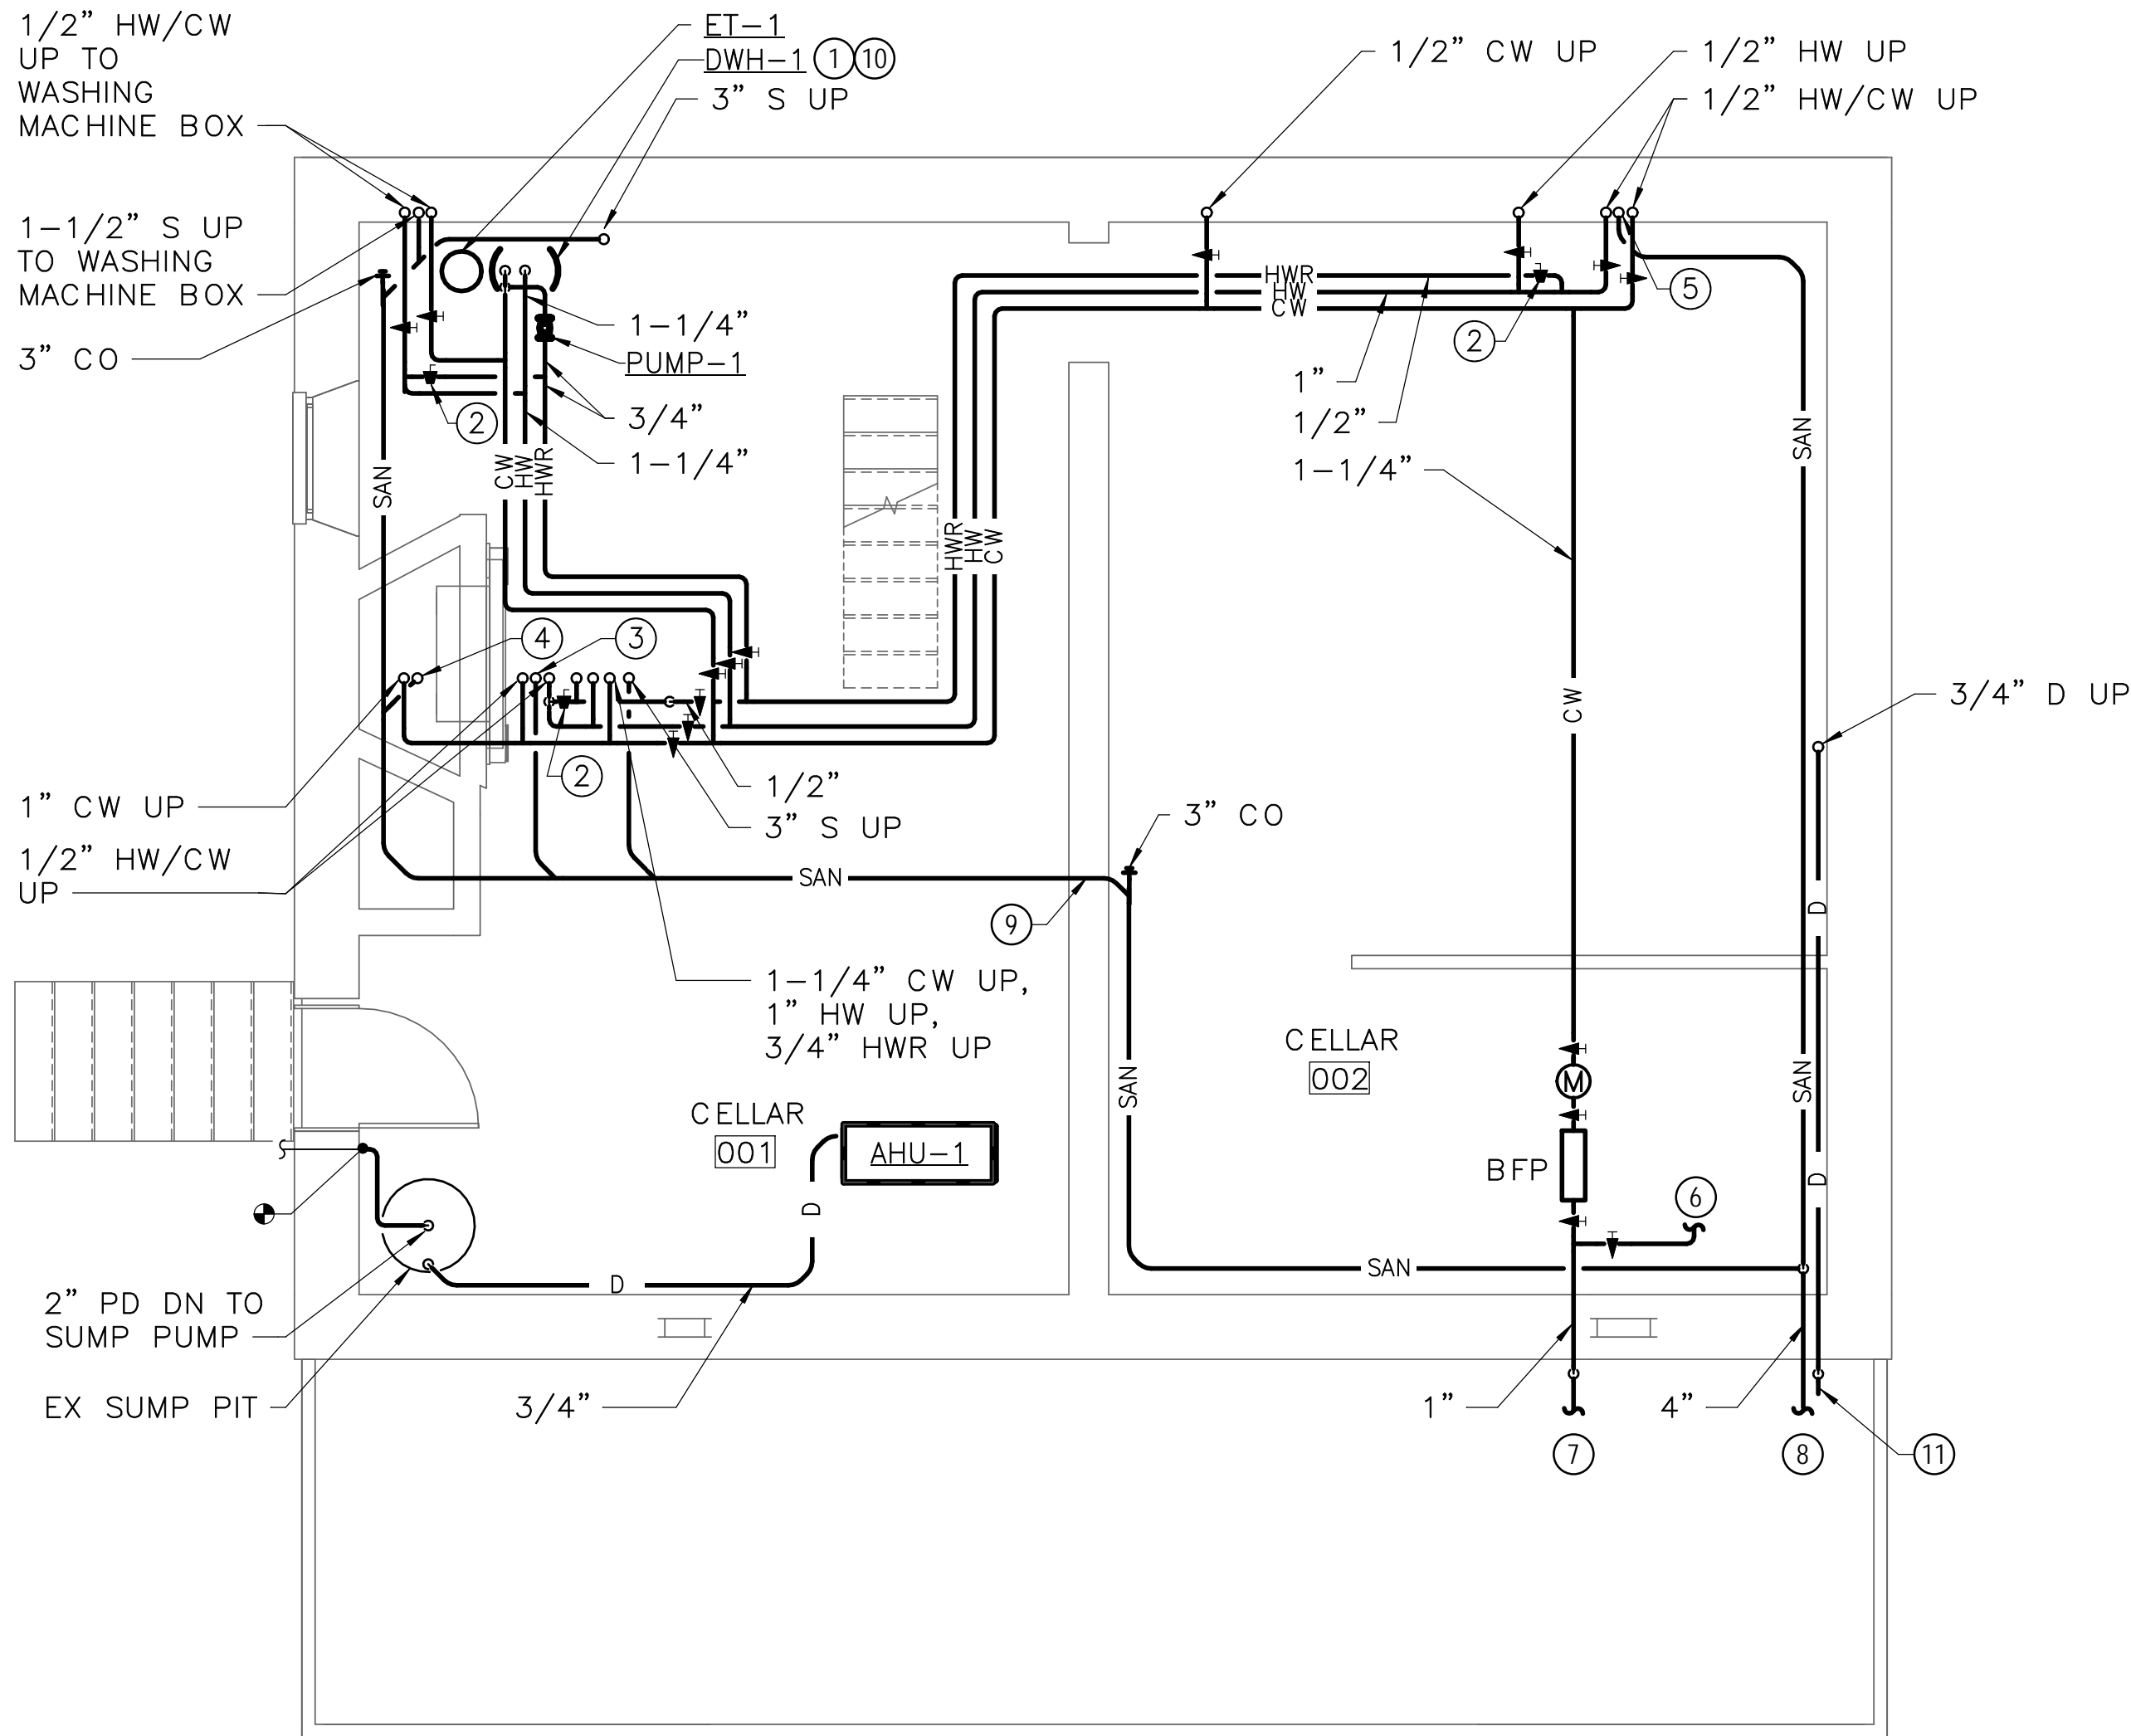 1/2" HW/CW
UP TO
WASHING
MACHINE BOX
ET-1
DWH-1 1 10
3" S UP
1/2" CW UP
1/2" HW UP
1/2" HW/CW UP
1-1/2" S UP
TO WASHING
MACHINE BOX
3" CO
1-1/4"
PUMP-1
3/4"
1-1/4"
2
HWR
HW
CW
5
2
1"
1/2"
1-1/4"
SAN
SAN
CW
HW
HWR
HWR
HW
CW
4
3
2
CW
3/4" D UP
1" CW UP
1/2" HW/CW
UP
1/2"
3" S UP
3" CO
SAN
9
D
1-1/4" CW UP,
1" HW UP,
3/4" HWR UP
CELLAR
002
M
SAN
SAN
CELLAR
001
AHU-1
BFP
D
D
6
SAN
D
2" PD DN TO
SUMP PUMP
EX SUMP PIT
3/4"
1"
4"
7
8
11